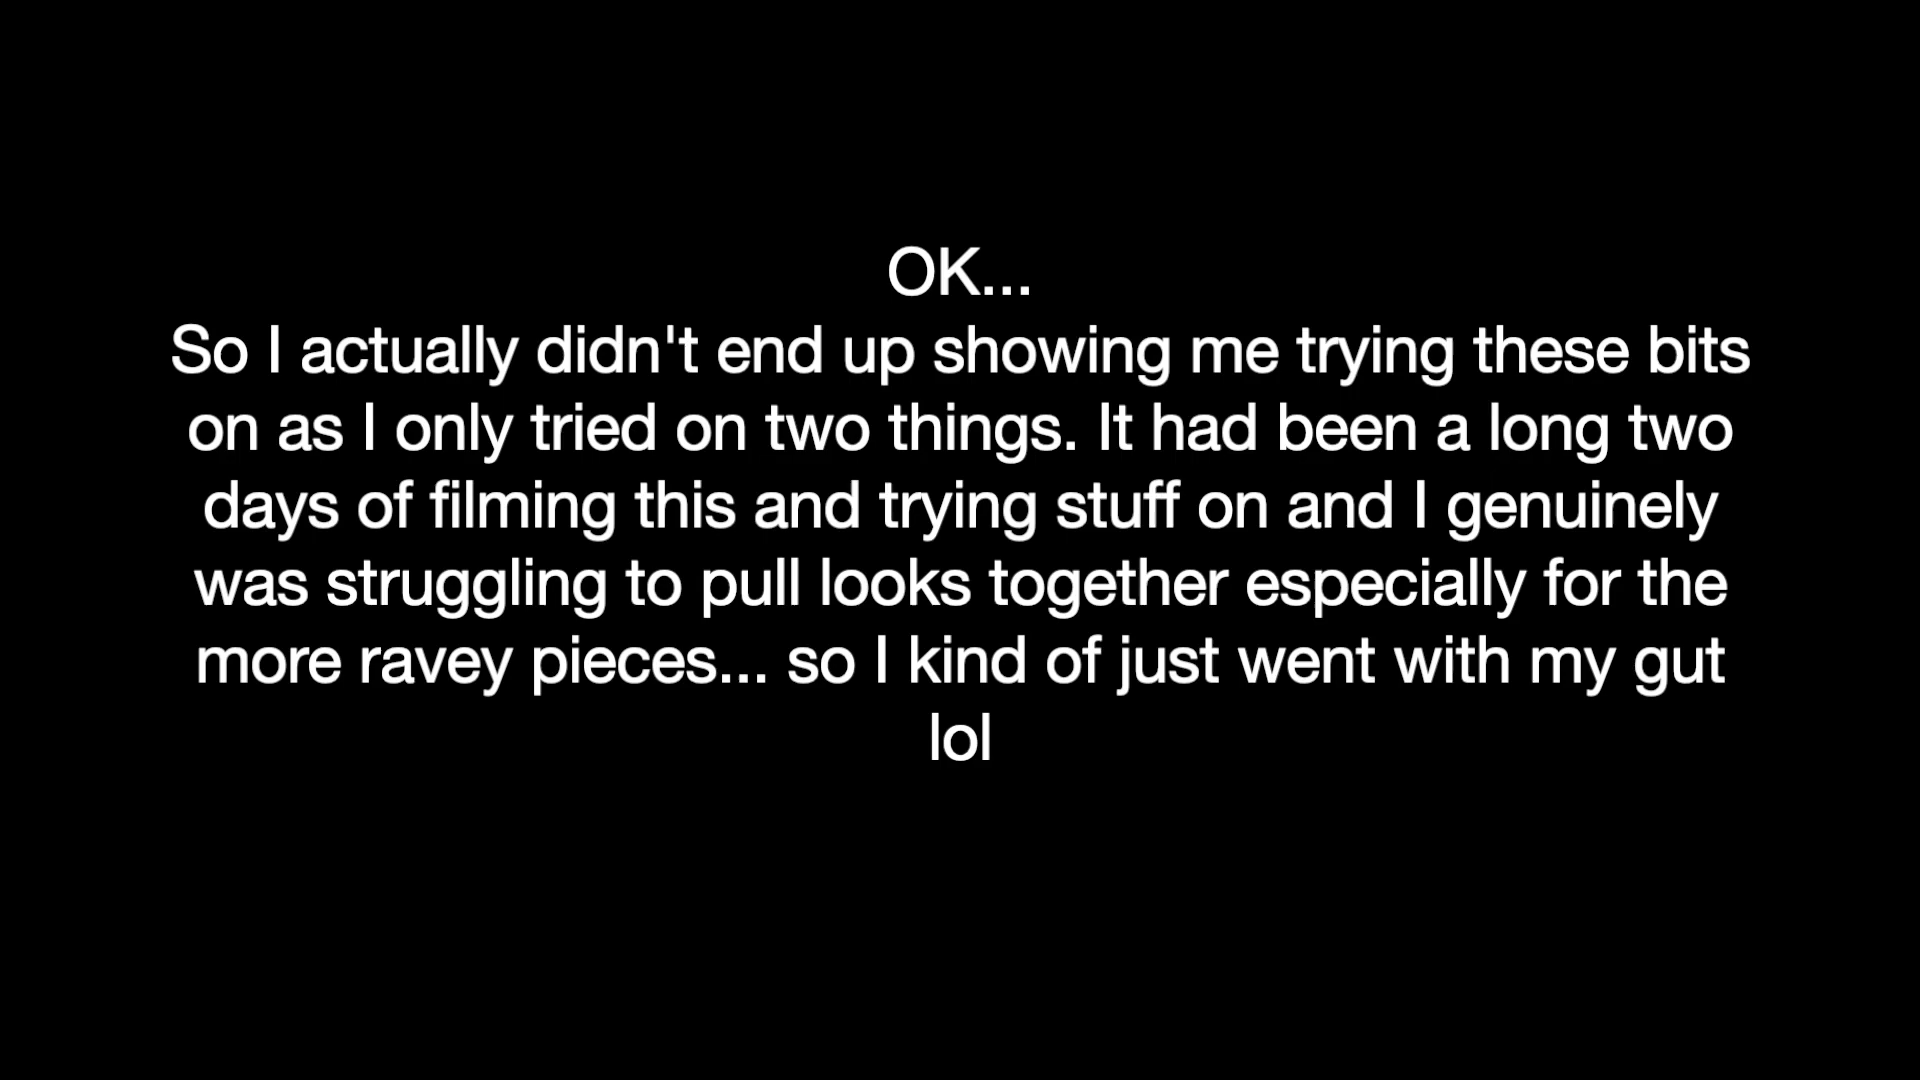 OK...
So I actually didn't end up showing me trying these bits
on as I only tried on two things. It had been a long two
days of filming this and trying stuff on and I genuinely
was struggling to pull looks together especially for the
more ravey pieces... so I kind of just went with my gut
lol